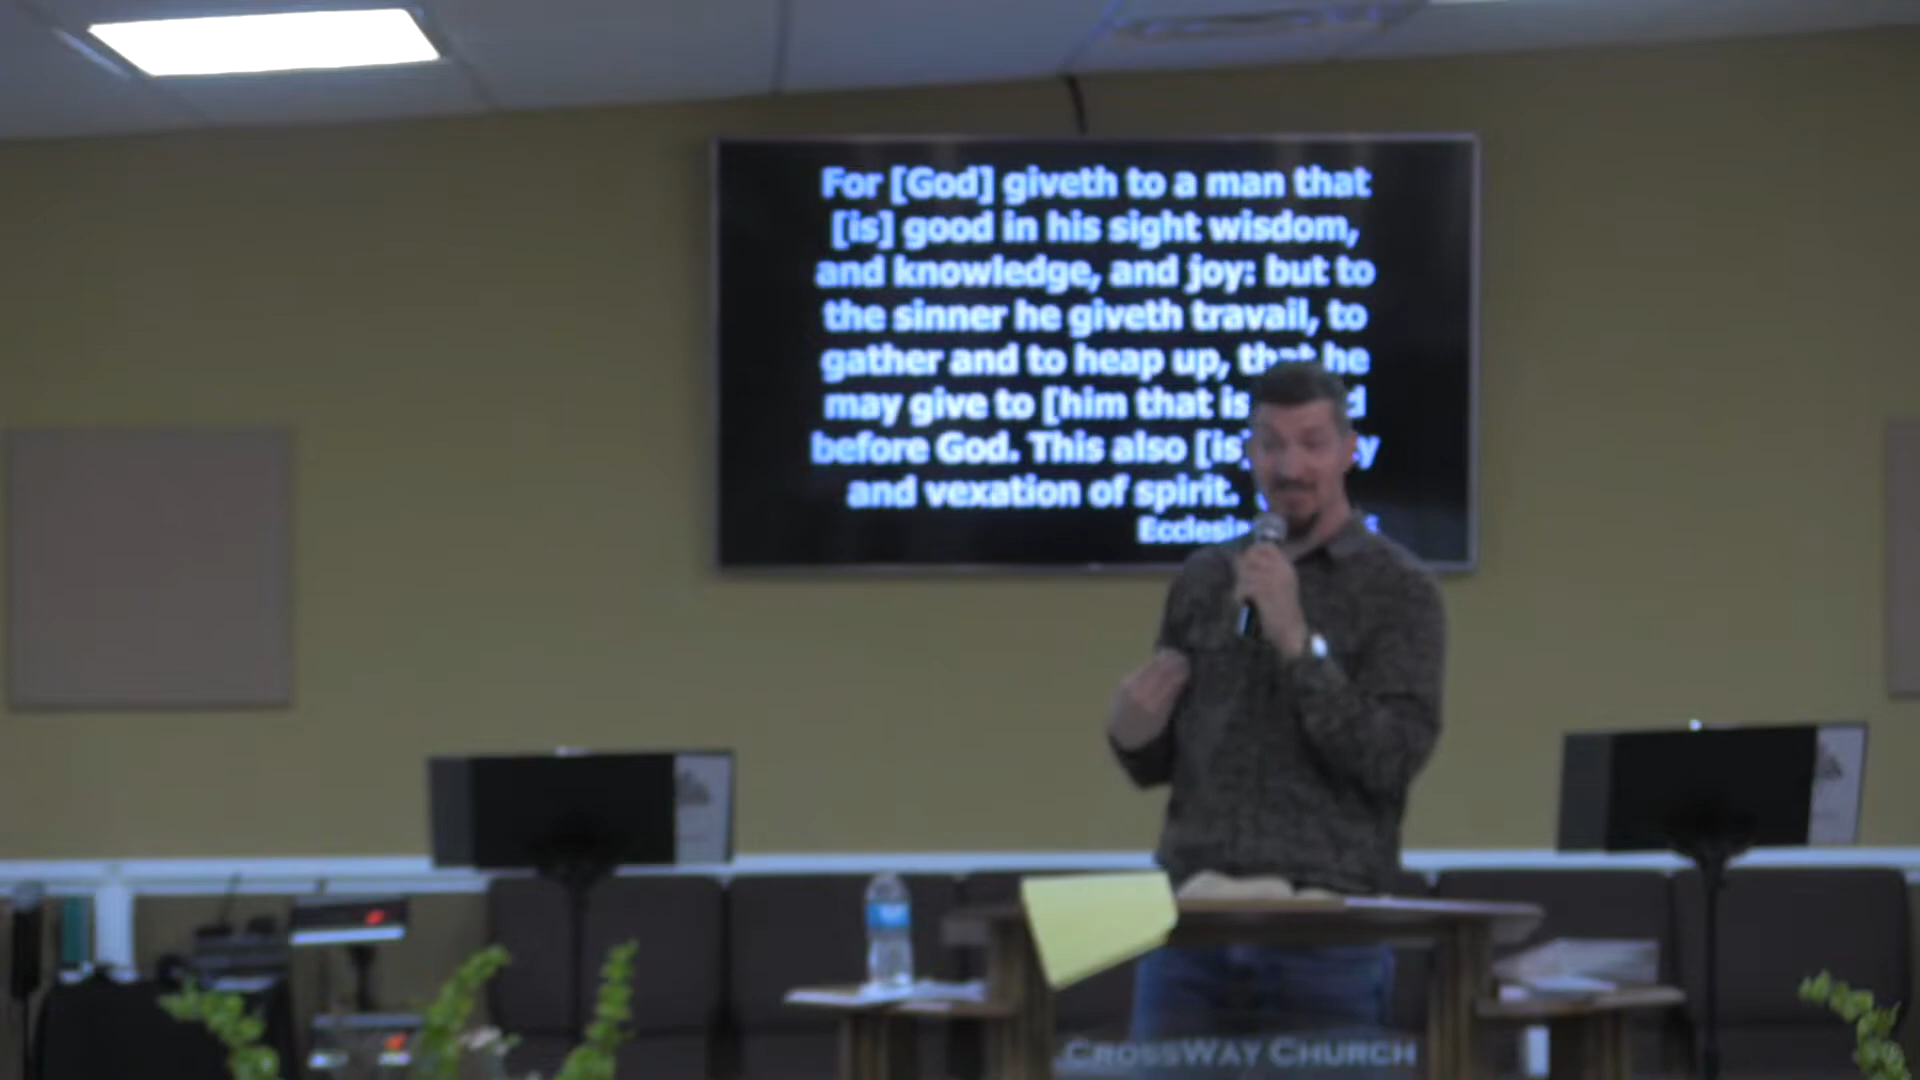 For [God] giveth to a man that
[is] good in his sight wisdom,
and knowledge, and joy: but to
the sinner he giveth travail, to
gather and to heap up, that he
may give to [him that is
before God. This also [is]
and vexation of spirit.
CROSSWAY CHURCH